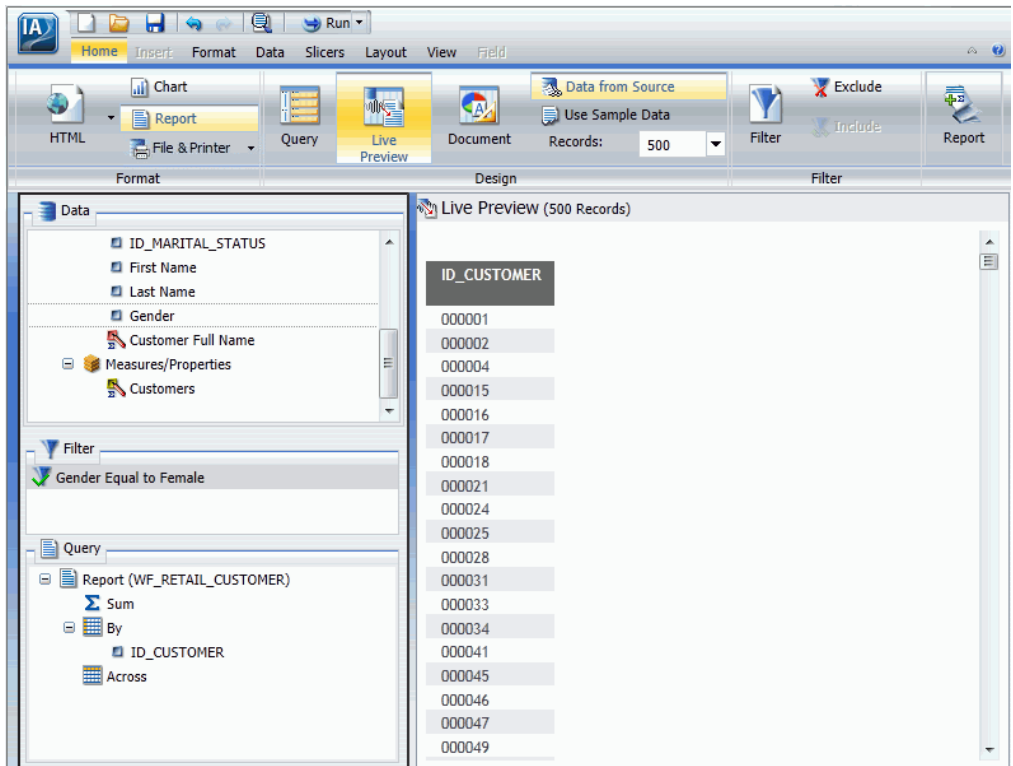 IA
Run
Home Insert Format Data Slicers Layout View Field
HTML
Chart
Report
File & Printer
Format
Query
Live Preview
Document
Data from Source
Use Sample Data
Records: 500
Design
Filter
Exclude
Include
Filter
Report
Data
ID_MARITAL_STATUS
First Name
Last Name
Gender
Customer Full Name
Measures/Properties
Customers
Filter
Gender Equal to Female
Query
Report (WF_RETAIL_CUSTOMER)
Sum
By
ID_CUSTOMER
Across
Live Preview (500 Records)
ID_CUSTOMER
000001
000002
000004
000015
000016
000017
000018
000021
000024
000025
000028
000031
000033
000034
000041
000045
000046
000047
000049